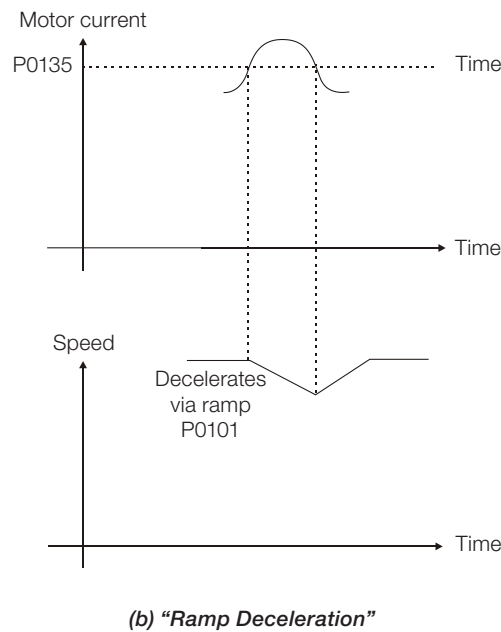 Motor current
P0135
Time
Time
Speed
Decelerates
via ramp
P0101
Time
(b) “Ramp Deceleration”